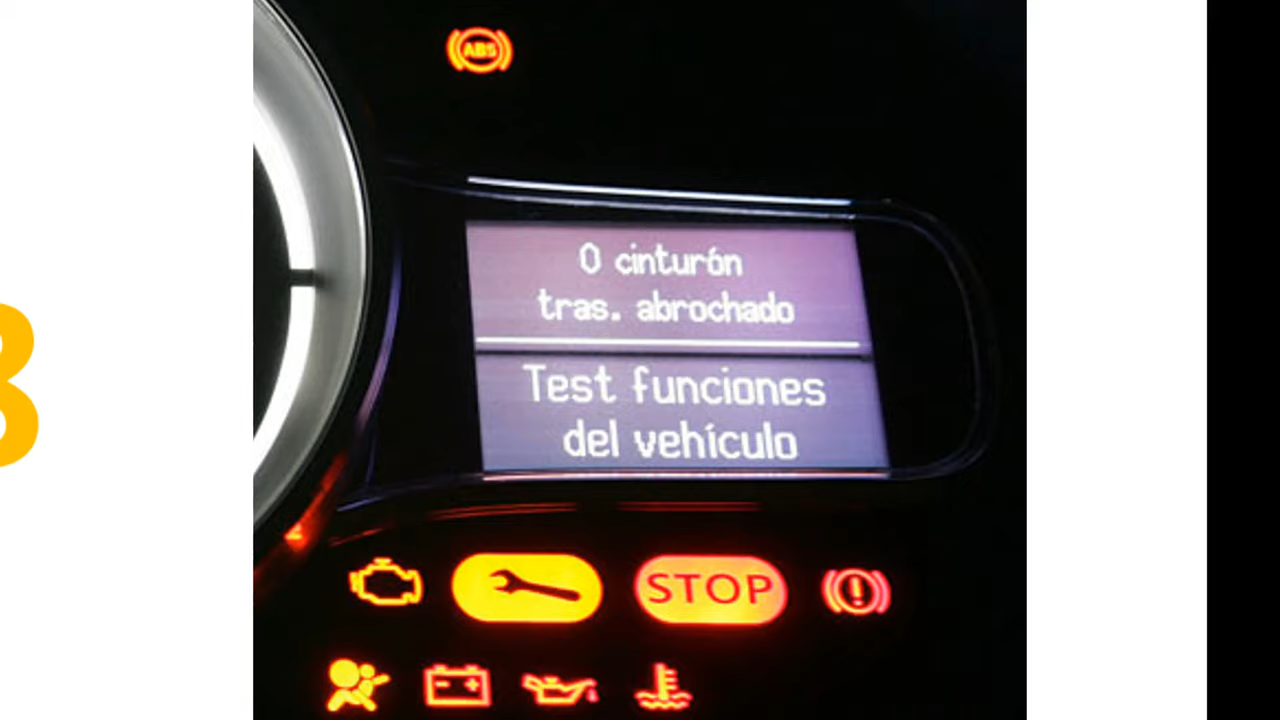 ABS
0 cinturón
tras. abrochado
Test funciones
del vehículo
STOP